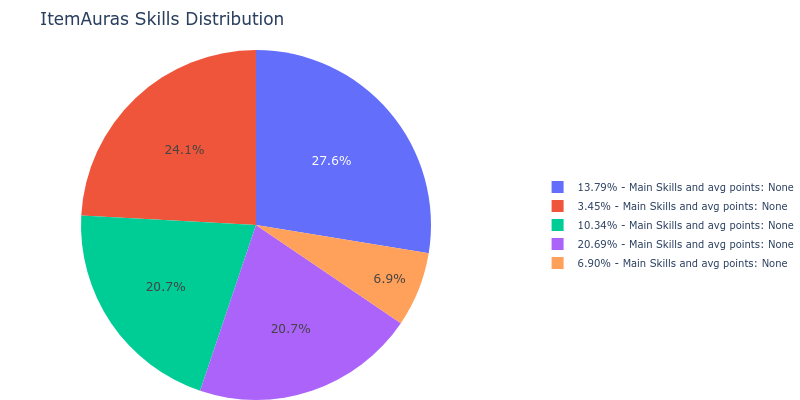 ItemAuras Skills Distribution
24.1%
27.6%
20.7%
6.9%
20.7%
13.79% - Main Skills and avg points: None
3.45% - Main Skills and avg points: None
10.34% - Main Skills and avg points: None
20.69% - Main Skills and avg points: None
6.90% - Main Skills and avg points: None